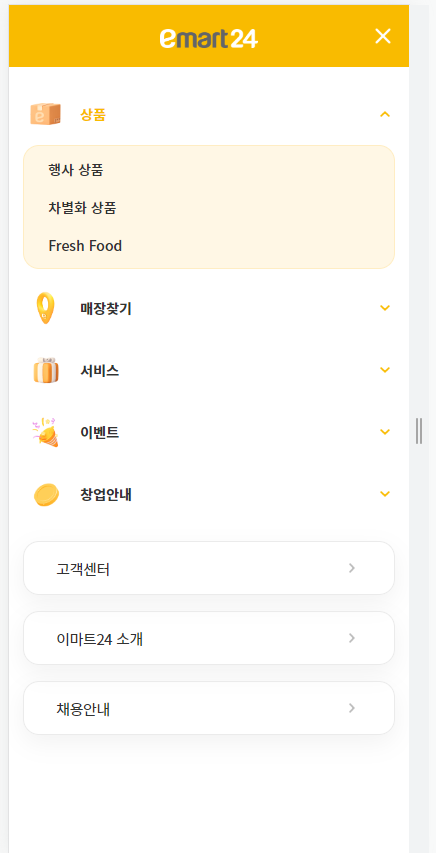 emart24
상품
행사 상품
차별화 상품
Fresh Food
매장찾기
서비스
이벤트
창업안내
고객센터
이마트24 소개
채용안내